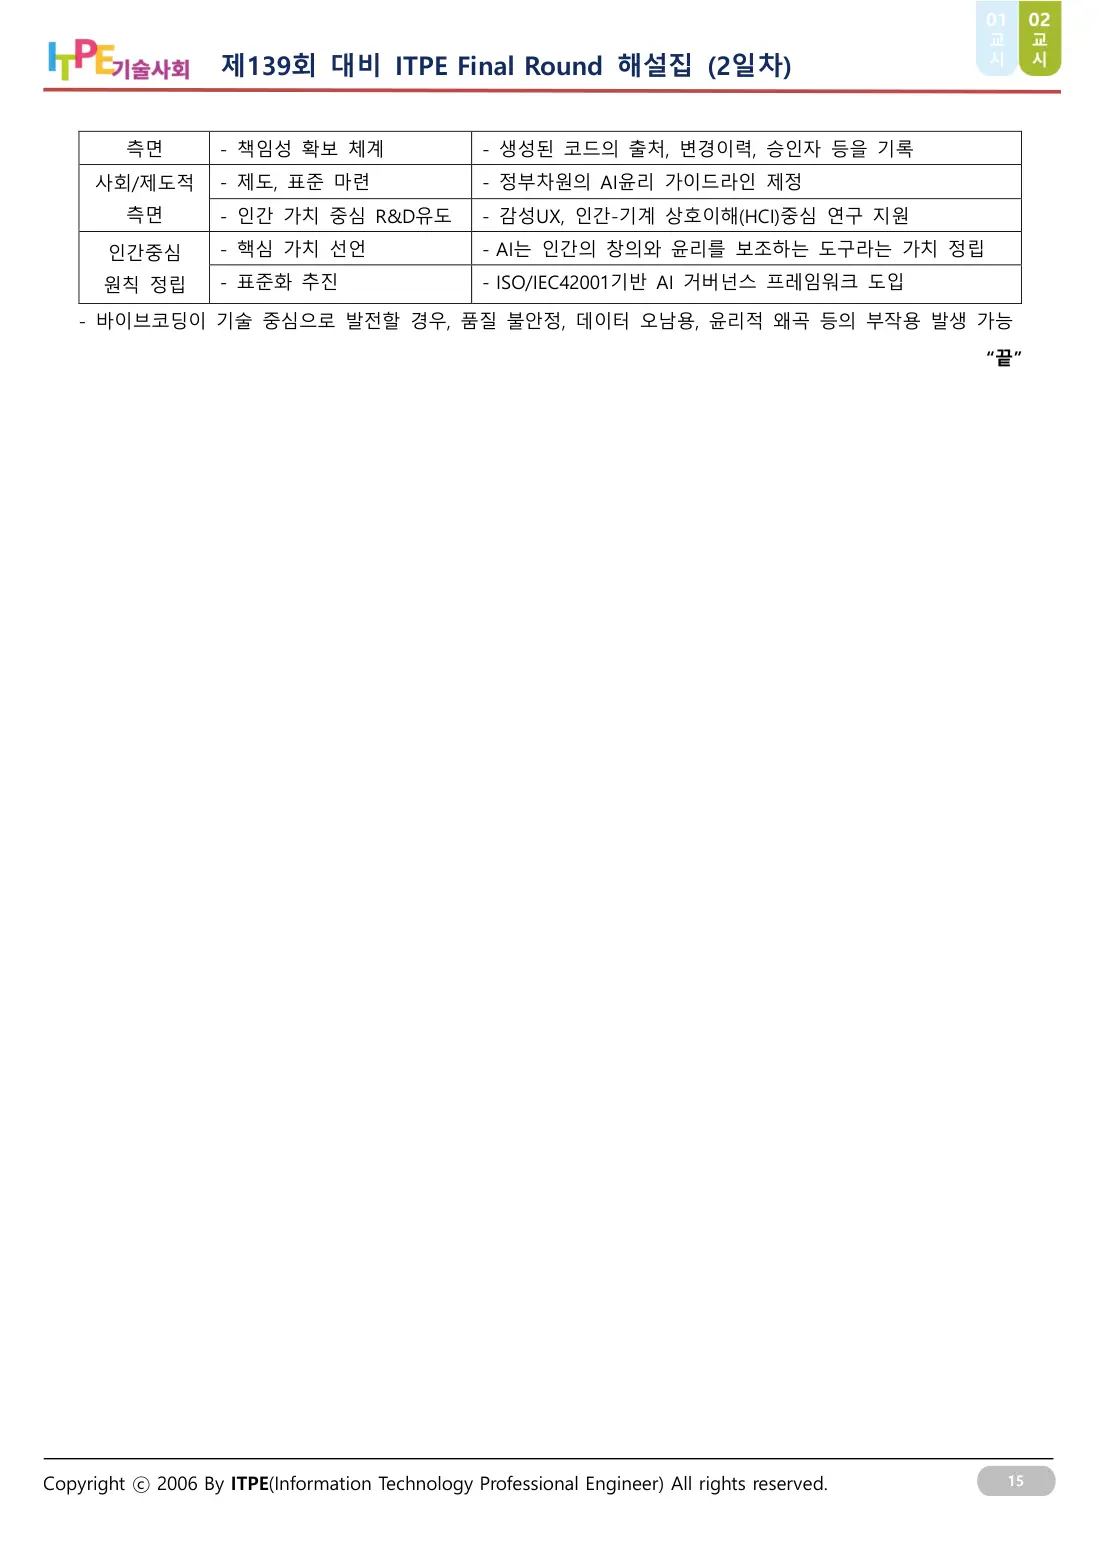 01
교
시
02
교
시
ITPE기술사회 제139회 대비 ITPE Final Round 해설집 (2일차)
측면 - 책임성 확보 체계 - 생성된 코드의 출처, 변경이력, 승인자 등을 기록
사회/제도적 측면 - 제도, 표준 마련 - 정부차원의 AI윤리 가이드라인 제정
- 인간 가치 중심 R&D유도 - 감성UX, 인간-기계 상호이해(HCI)중심 연구 지원
인간중심 원칙 정립 - 핵심 가치 선언 - AI는 인간의 창의와 윤리를 보조하는 도구라는 가치 정립
- 표준화 추진 - ISO/IEC42001기반 AI 거버넌스 프레임워크 도입
- 바이브코딩이 기술 중심으로 발전할 경우, 품질 불안정, 데이터 오남용, 윤리적 왜곡 등의 부작용 발생 가능
“끝”
Copyright ⓒ 2006 By ITPE(Information Technology Professional Engineer) All rights reserved.
15